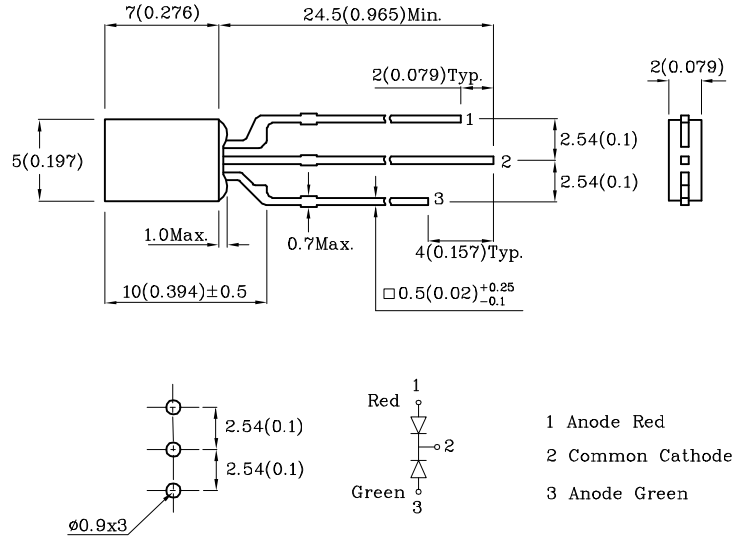 7(0.276)
24.5(0.965)Min.
2(0.079)Typ.
2(0.079)
1
2.54(0.1)
5(0.197)
2
2.54(0.1)
3
1.0Max.
0.7Max.
4(0.157)Typ.
10(0.394)±0.5
□0.5(0.02)+0.25
-0.1
1
Red
2.54(0.1)
1 Anode Red
2
2 Common Cathode
2.54(0.1)
Green
3 Anode Green
3
ø0.9x3